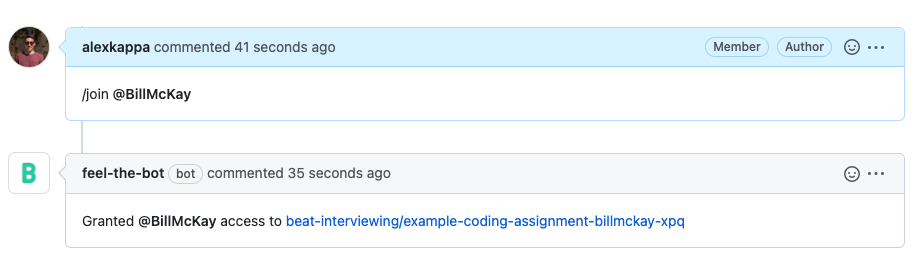 alexkappa commented 41 seconds ago Member Author
/join @BillMcKay
B
feel-the-bot bot commented 35 seconds ago
Granted @BillMcKay access to beat-interviewing/example-coding-assignment-billmckay-xpq